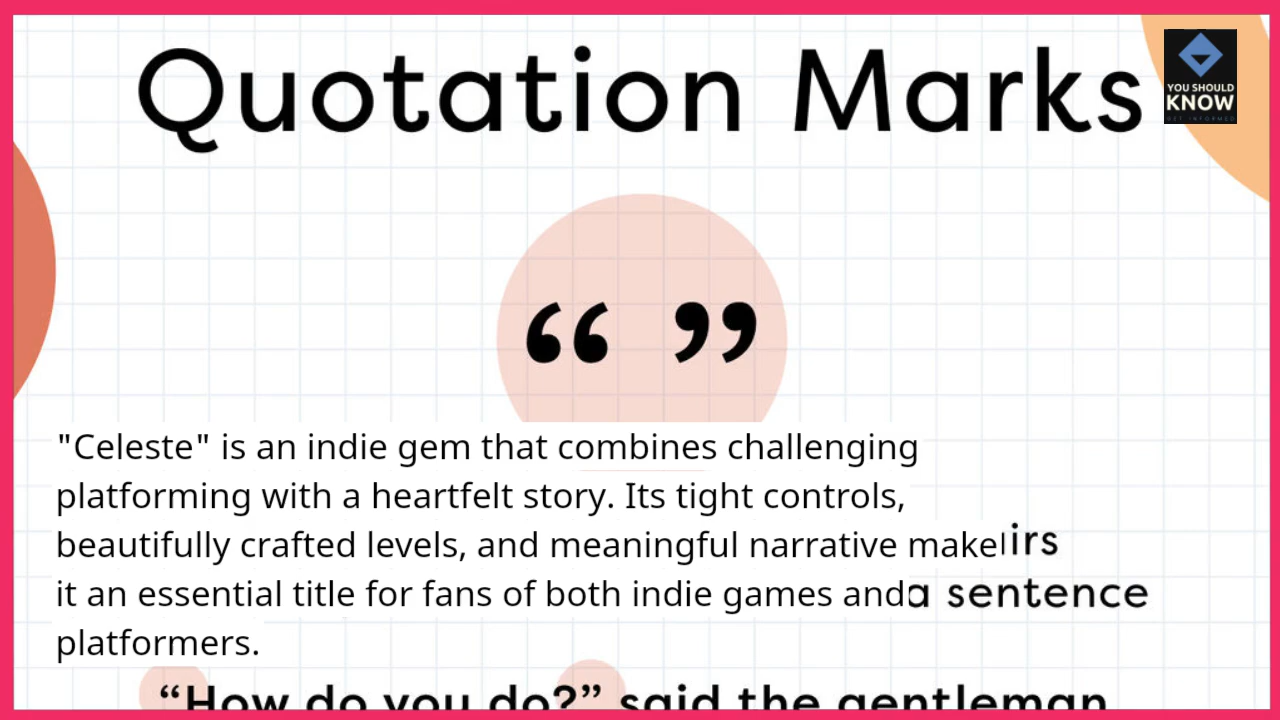 Quotation Marks
YOU SHOULD
KNOW
GET INFORMED
“ ”
"Celeste" is an indie gem that combines challenging
platforming with a heartfelt story. Its tight controls,
beautifully crafted levels, and meaningful narrative make
it an essential title for fans of both indie games and
a sentence
platformers.
“How do you do?” said the gentleman